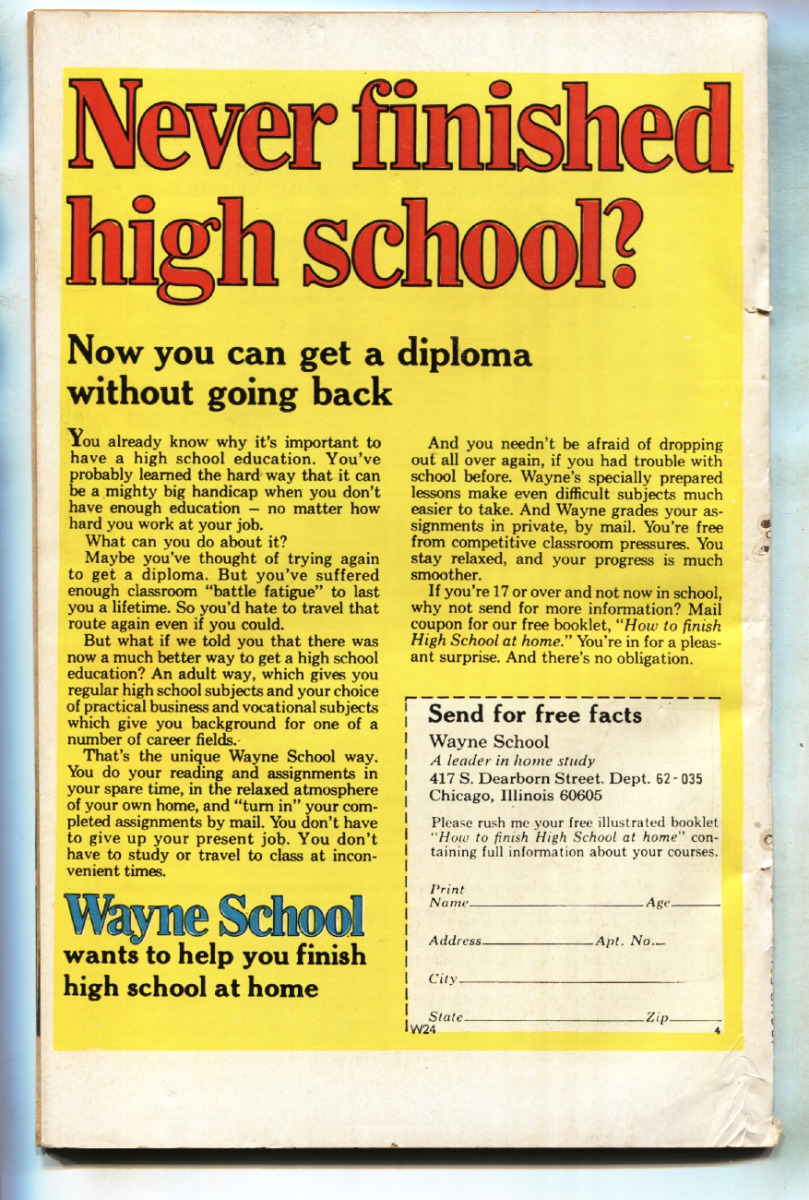 Never finished
high school?
Now you can get a diploma
without going back
You already know why it's important to
have a high school education. You've
probably learned the hard way that it can
be a mighty big handicap when you don't
have enough education — no matter how
hard you work at your job.
What can you do about it?
Maybe you've thought of trying again
to get a diploma. But you've suffered
enough classroom "battle fatigue" to last
you a lifetime. So you'd hate to travel that
route again even if you could.
But what if we told you that there was
now a much better way to get a high school
education? An adult way, which gives you
regular high school subjects and your choice
of practical business and vocational subjects
which give you background for one of a
number of career fields.
That's the unique Wayne School way.
You do your reading and assignments in
your spare time, in the relaxed atmosphere
of your own home, and "turn in" your com-
pleted assignments by mail. You don't have
to give up your present job. You don't
have to study or travel to class at incon-
venient times.
Wayne School
wants to help you finish
high school at home
And you needn't be afraid of dropping
out all over again, if you had trouble with
school before. Wayne's specially prepared
lessons make even difficult subjects much
easier to take. And Wayne grades your as-
signments in private, by mail. You're free
from competitive classroom pressures. You
stay relaxed, and your progress is much
smoother.
If you're 17 or over and not now in school,
why not send for more information? Mail
coupon for our free booklet, "How to finish
High School at home." You're in for a pleas-
ant surprise. And there's no obligation.
Send for free facts
Wayne School
A leader in home study
417 S. Dearborn Street. Dept. 62-035
Chicago, Illinois 60605
Please rush me your free illustrated booklet
"How to finish High School at home" con-
taining full information about your courses.
Print
Name Age
Address Apt. No.
City
State Zip
W24 4